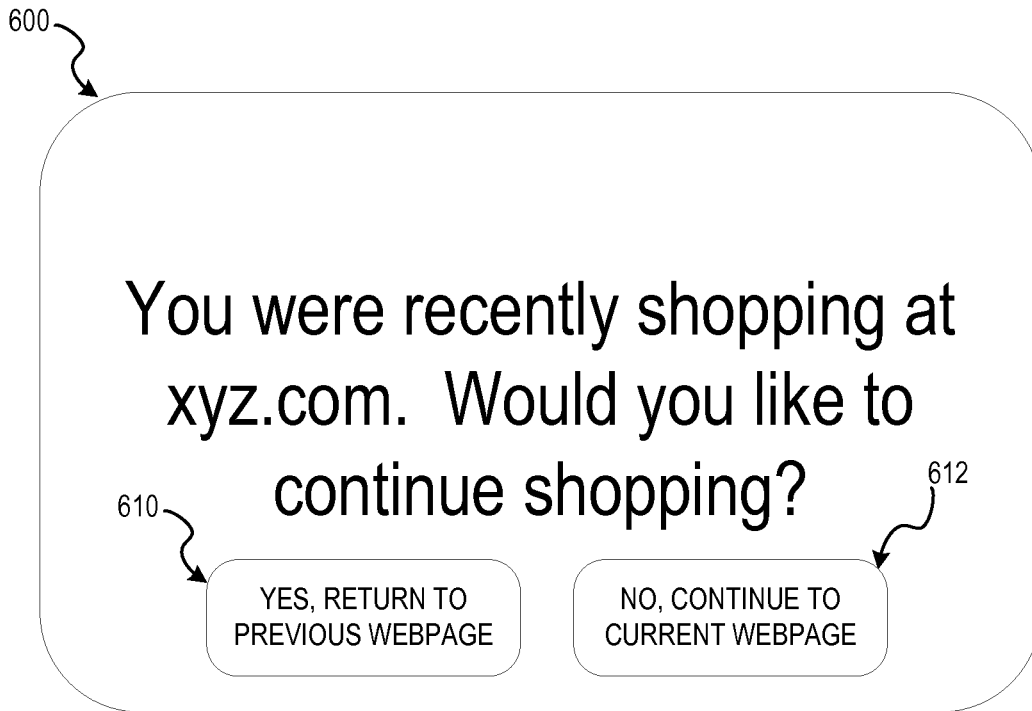 600
You were recently shopping at
xyz.com.  Would you like to
continue shopping?
610
612
YES, RETURN TO
PREVIOUS WEBPAGE
NO, CONTINUE TO
CURRENT WEBPAGE